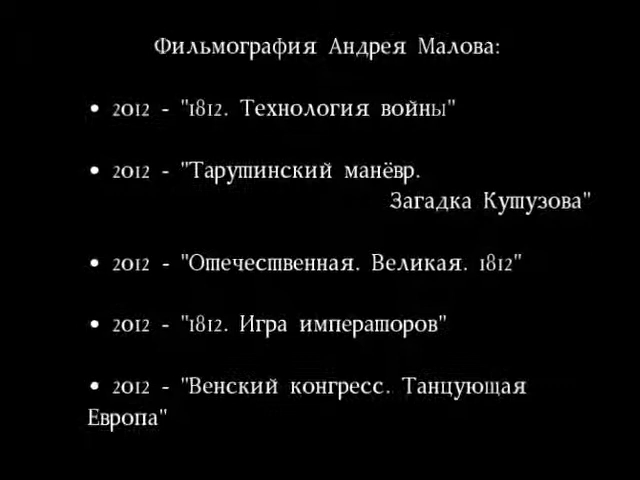 Фильмография Андрея Малова:
• 2012 - "1812. Технология войны"
• 2012 - "Тарутинский манёвр.
Загадка Кутузова"
• 2012 - "Отечественная. Великая. 1812"
• 2012 - "1812. Игра императоров"
• 2012 - "Венский конгресс. Танцующая
Европа"